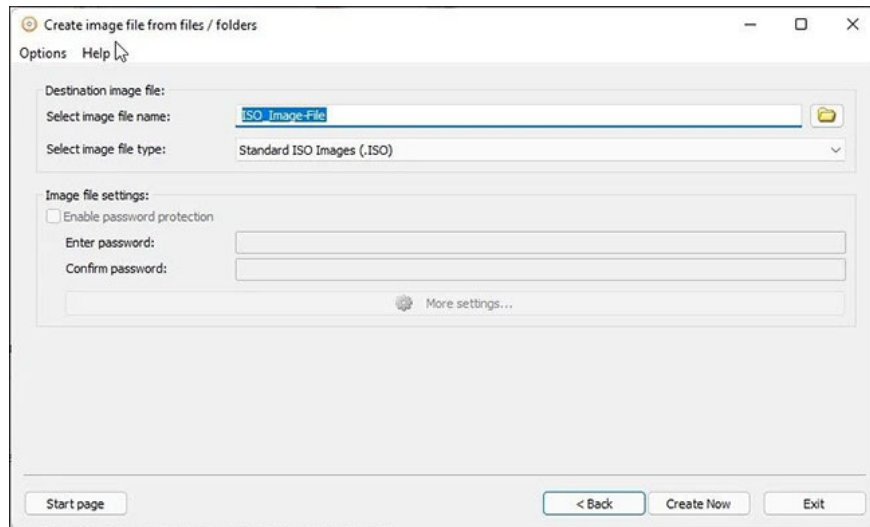 Create image file from files / folders
Options Help
Destination image file:
Select image file name: ISO_Image-File
Select image file type: Standard ISO Images (.ISO)
Image file settings:
Enable password protection
Enter password:
Confirm password:
More settings...
Start page < Back Create Now Exit